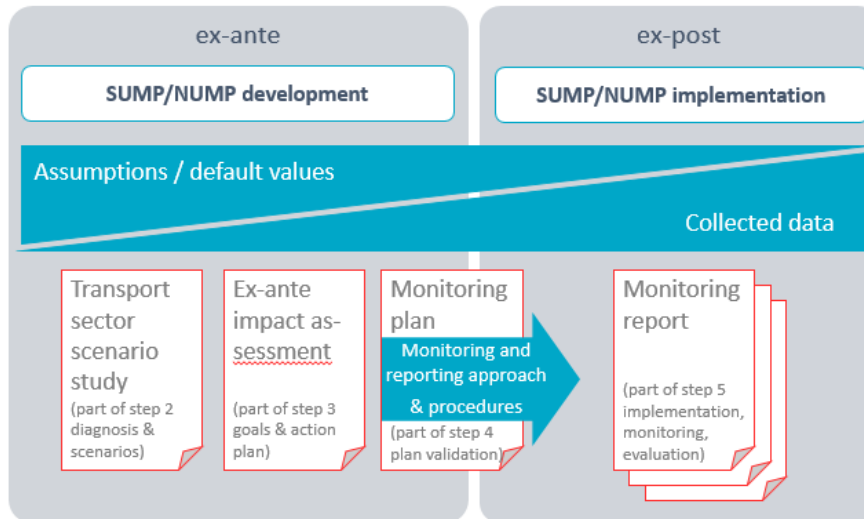 ex-ante
ex-post
SUMP/NUMP development
SUMP/NUMP implementation
Assumptions / default values
Collected data
Transport
sector
scenario
study
(part of step 2
diagnosis &
scenarios)
Ex-ante
impact as-
sessment
(part of step 3
goals & action
plan)
Monitoring
plan
Monitoring and
reporting approach
& procedures
(part of step 4
plan validation)
Monitoring
report
(part of step 5
implementation,
monitoring,
evaluation)